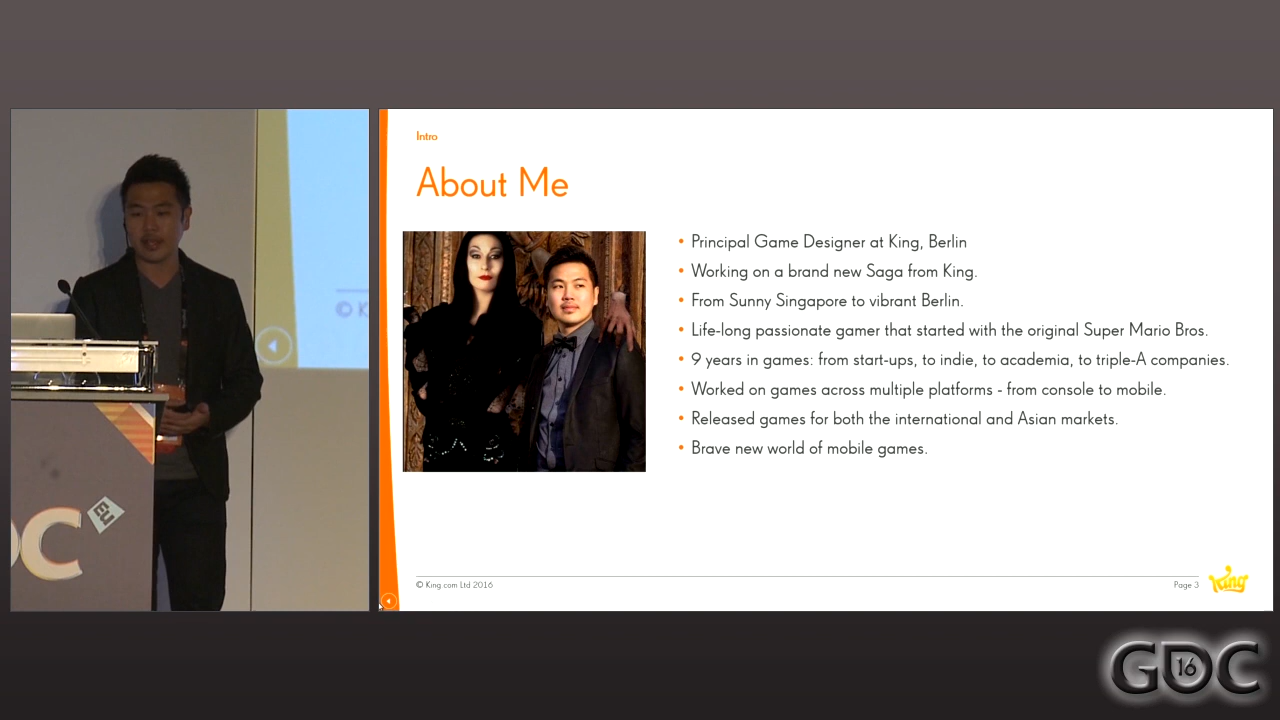 Intro
About Me
• Principal Game Designer at King, Berlin
• Working on a brand new Saga from King.
• From Sunny Singapore to vibrant Berlin.
• Life-long passionate gamer that started with the original Super Mario Bros.
• 9 years in games: from start-ups, to indie, to academia, to triple-A companies.
• Worked on games across multiple platforms - from console to mobile.
• Released games for both the international and Asian markets.
• Brave new world of mobile games.
© King.com Ltd 2016
Page 3
King
© K
DC
EU
GDC
16